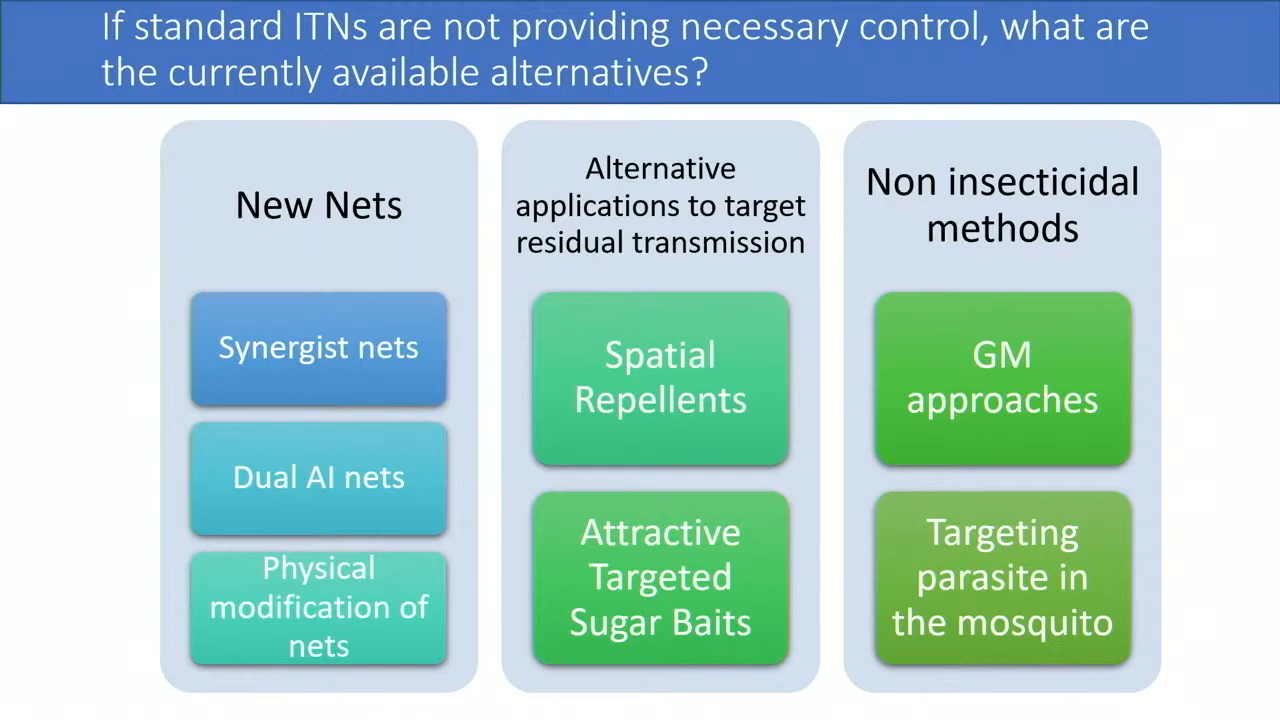 If standard ITNs are not providing necessary control, what are
the currently available alternatives?
New Nets
Synergist nets
Dual AI nets
Physical
modification of
nets
Alternative
applications to target
residual transmission
Spatial
Repellents
Attractive
Targeted
Sugar Baits
Non insecticidal
methods
GM
approaches
Targeting
parasite in
the mosquito